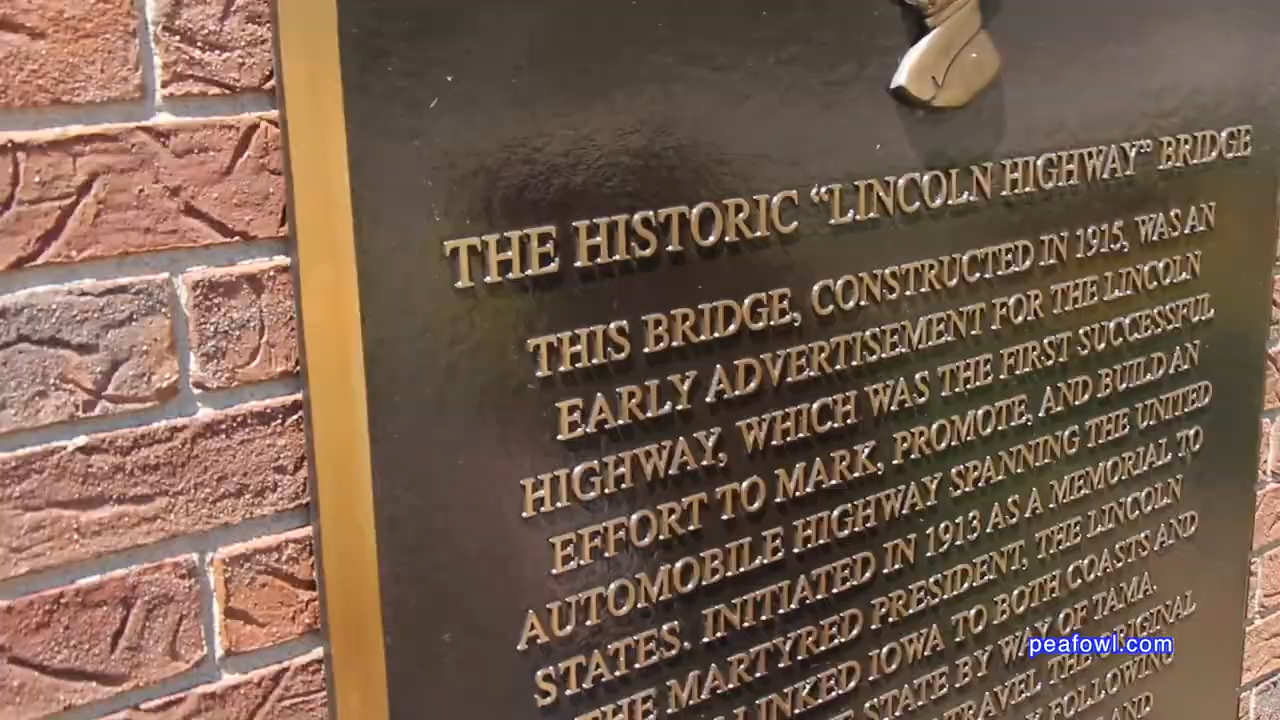 THE HISTORIC “LINCOLN HIGHWAY” BRIDGE
THIS BRIDGE, CONSTRUCTED IN 1915, WAS AN
EARLY ADVERTISEMENT FOR THE LINCOLN
HIGHWAY, WHICH WAS THE FIRST SUCCESSFUL
EFFORT TO MARK, PROMOTE, AND BUILD AN
AUTOMOBILE HIGHWAY SPANNING THE UNITED
STATES. INITIATED IN 1913 AS A MEMORIAL TO
THE MARTYRED PRESIDENT, THE LINCOLN
LINKED IOWA TO BOTH COASTS AND
STATE BY WAY OF TAMA.
TRAVEL THE ORIGINAL
FOLLOWING
AND
peafowl.com